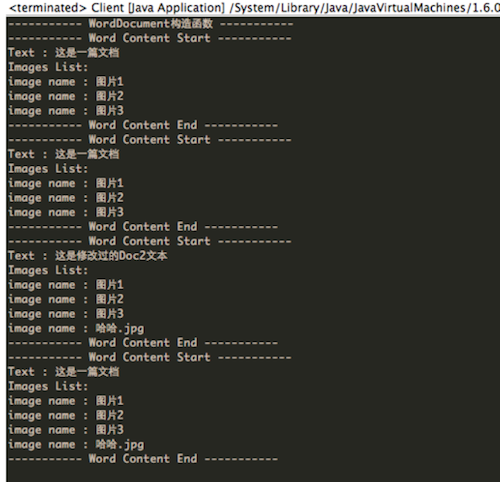 <terminated> Client [Java Application] /System/Library/Java/JavaVirtualMachines/1.6.0
----------- WordDocument构造函数 -----------
----------- Word Content Start -----------
Text : 这是一篇文档
Images List:
image name : 图片1
image name : 图片2
image name : 图片3
----------- Word Content End -----------
----------- Word Content Start -----------
Text : 这是一篇文档
Images List:
image name : 图片1
image name : 图片2
image name : 图片3
----------- Word Content End -----------
----------- Word Content Start -----------
Text : 这是修改过的Doc2文本
Images List:
image name : 图片1
image name : 图片2
image name : 图片3
image name : 哈哈.jpg
----------- Word Content End -----------
----------- Word Content Start -----------
Text : 这是一篇文档
Images List:
image name : 图片1
image name : 图片2
image name : 图片3
image name : 哈哈.jpg
----------- Word Content End -----------